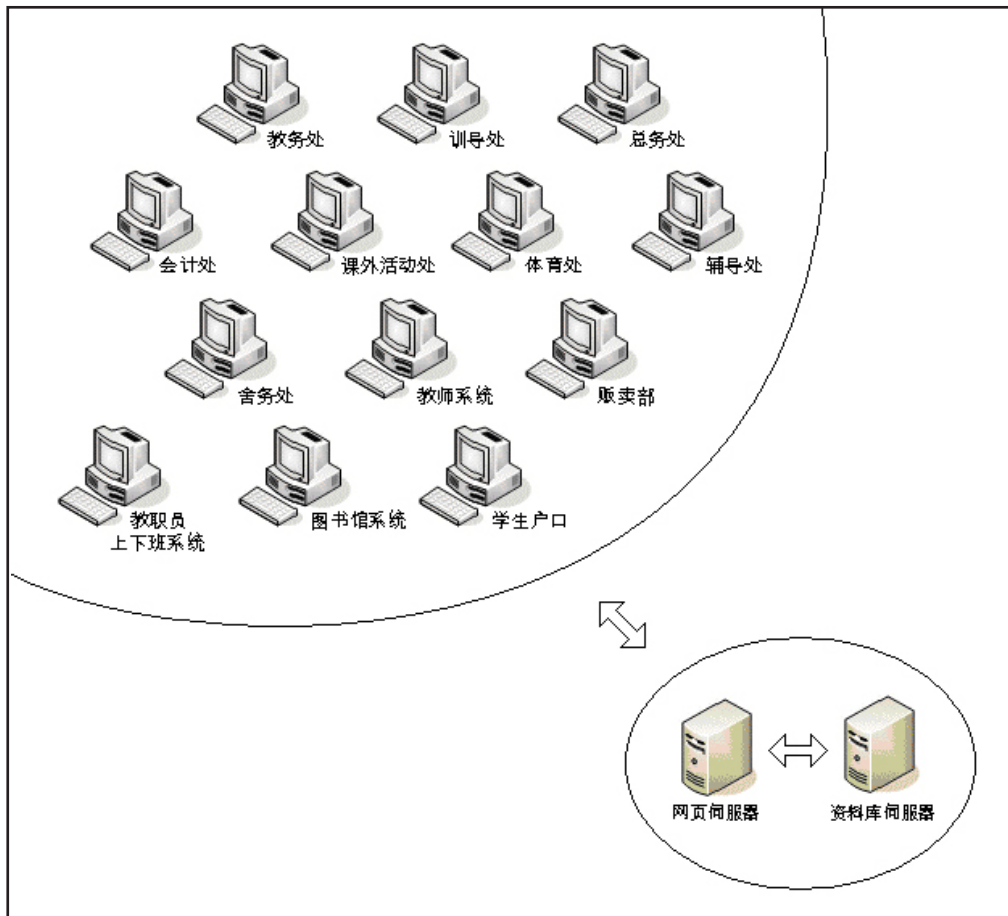 教务处
训导处
总务处
会计处
课外活动处
体育处
辅导处
舍务处
教师系统
贩卖部
教职员
上下班系统
图书馆系统
学生户口
网页伺服器
资料库伺服器